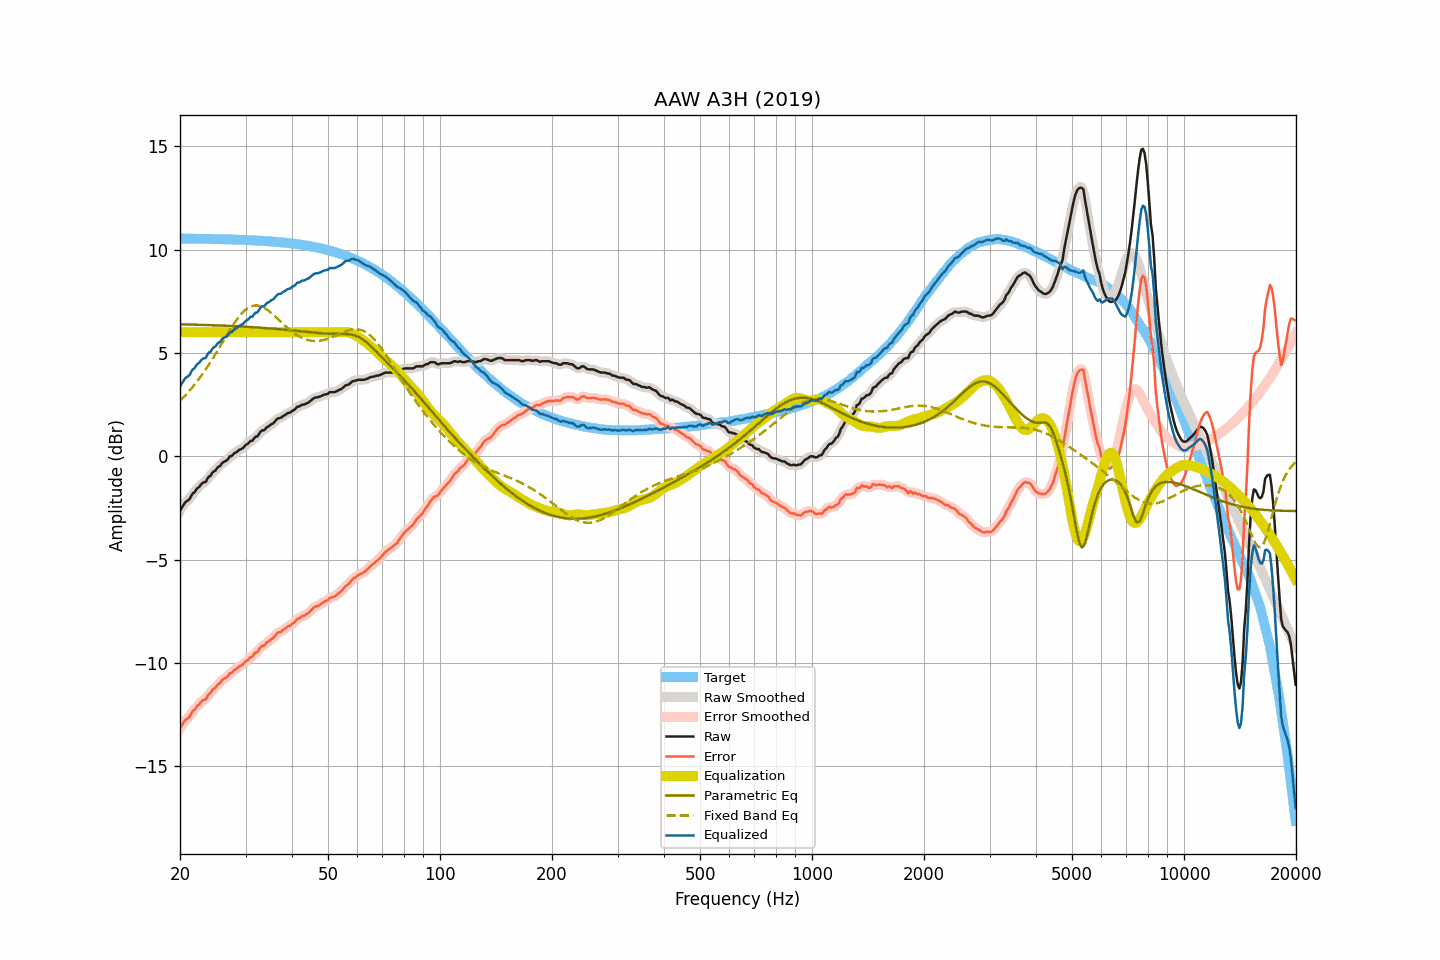 AAW A3H (2019)
Amplitude (dBr)
15
10
5
0
−5
−10
−15
Target
Raw Smoothed
Error Smoothed
Raw
Error
Equalization
Parametric Eq
Fixed Band Eq
Equalized
20 50 100 200 500 1000 2000 5000 10000 20000
Frequency (Hz)